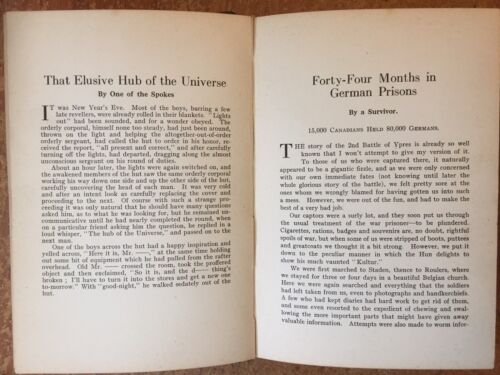 That Elusive Hub of the Universe
By One of the Spokes
IT was New Year's Eve. Most of the boys, barring a few
late revellers, were already rolled in their blankets. "Lights
out" had been sounded, and for a wonder obeyed. The
orderly corporal, himself none too steady, had just been around,
thrown on the light and helping the altogether-out-of-order
orderly sergeant, had called the hut to order in his honor, re-
ceived the report, "all present and correct," and after carefully
turning off the lights, had departed, dragging along the almost
unconscious sergeant on his round of duties.
About an hour later, the lights were again switched on, and
the awakened members of the hut saw the same orderly corporal
working his way down one side and up the other side of the hut,
carefully uncovering the head of each man. It was very cold
and after an intent look at each carefully replacing the cover and
proceeding to the next. Of course with such a strange pro-
ceeding it was only natural that he should have many questions
asked him, as to what he was looking for, but he remained
uncommunicative till he had nearly completed the round, when
on a particular friend asking him the question, he replied in a
loud whisper, "The hub of the Universe," and passed on to the
next man.
One of the boys across the hut had a happy inspiration and
yelled across, "Here it is, Mr. ——," at the same time holding
out some bit of equipment which he had pulled from the rafter
overhead. Old Mr. —— crossed the room, took the proffered
object and then exclaimed, "So it is, and the d——thing's
broken; I'll have to turn it into the stores and get a new one
to-morrow." With "good-night," he walked sedately out of the
hut.
Forty-Four Months in
German Prisons
By a Survivor.
15,000 CANADIANS HELD 80,000 GERMANS.
THE story of the 2nd Battle of Ypres is already so well
known that I won't attempt to give my version of it.
To those of us who were captured there, it naturally
appeared to be a gigantic fizzle, and as we were only concerned
with our own immediate fates (not knowing until later the
whole glorious story of the battle), we felt pretty sore at the
ones whom we wrongly blamed for having gotten us into such
a mess. However, we were out of the fun, and had to make the
best of a very bad job.
Our captors were a surly lot, and they soon put us through
the usual treatment of the war prisoner—to be plundered.
Cigarettes, rations, badges and souvenirs are, no doubt, rightful
spoils of war, but when some of us were stripped of boots, puttees
and greatcoats we thought it a bit strong. However, we put it
down to the peculiar manner in which the Hun delights to
show his much vaunted "Kultur."
We were first marched to Staden, thence to Roulers, where
we were kept for three or four days in a beautiful Belgian church.
Here we were again searched and everything that the soldiers
had left taken from us, even to photographs and handkerchiefs.
A few who had kept diaries had hard work to get rid of them,
and some even resorted to the expedient of chewing and swal-
lowing the more important parts that might have given away
valuable information. Attempts were also made to worm infor-